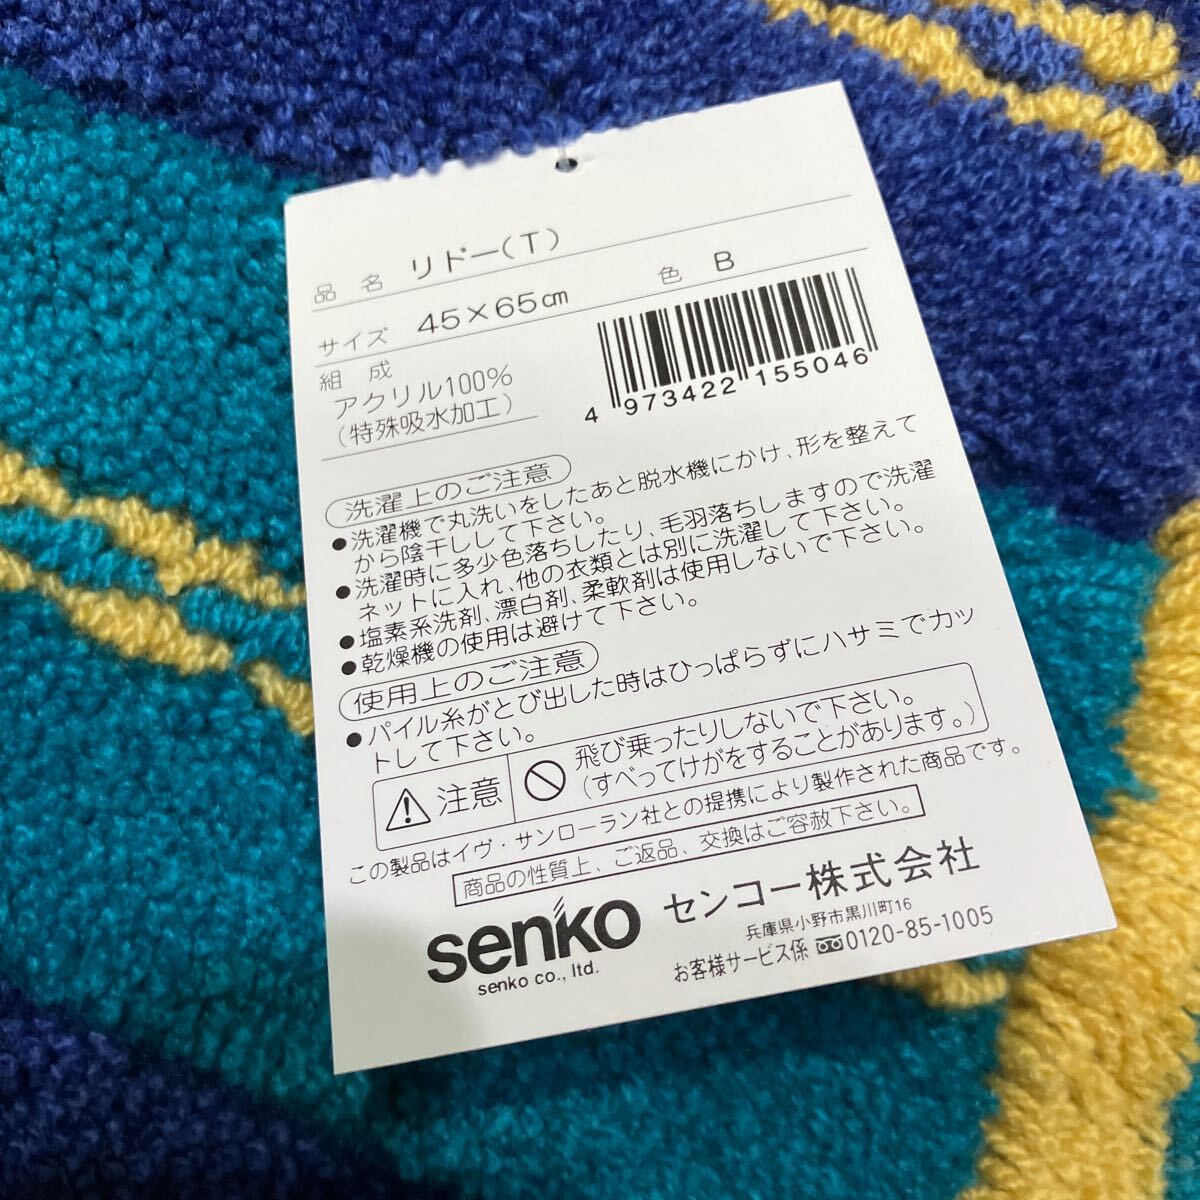 品名 リドー(T)
サイズ 45×65㎝ 色 B
組成
アクリル100%
(特殊吸水加工)
4 973422 155046
洗濯上のご注意
●洗濯機で丸洗いをしたあと脱水機にかけ、形を整えて
から陰干しして下さい。
●洗濯時に多少色落ちしたり、毛羽落ちしますので洗濯
ネットに入れ、他の衣類とは別に洗濯して下さい。
●塩素系洗剤、漂白剤、柔軟剤は使用しないで下さい。
●乾燥機の使用は避けて下さい。
使用上のご注意
●パイル糸がとび出した時はひっぱらずにハサミでカッ
トして下さい。
注意
飛び乗ったりしないで下さい。
(すべってけがをすることがあります。)
この製品はイヴ・サンローラン社との提携により製作された商品です。
商品の性質上、ご返品、交換はご容赦下さい。
senko センコー株式会社
senko co., ltd.
兵庫県小野市黒川町16
お客様サービス係 0120-85-1005